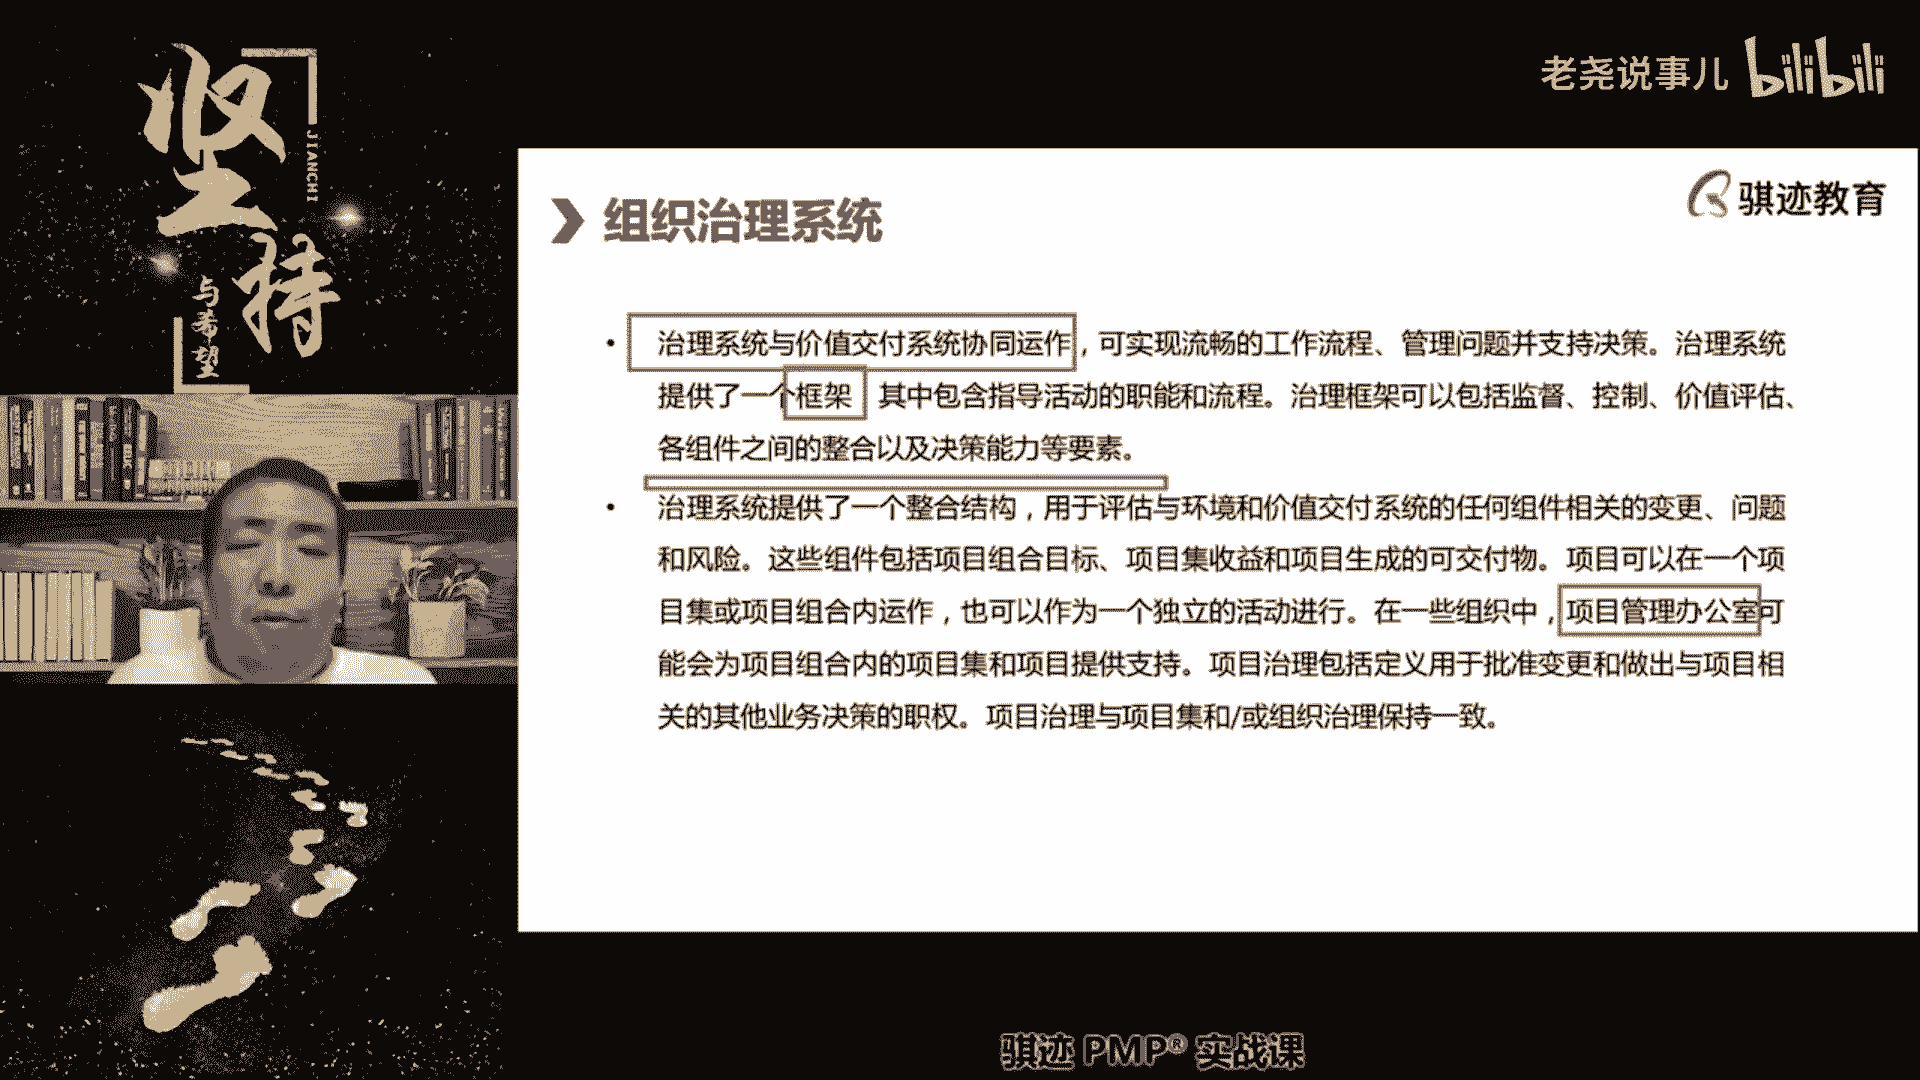 坚持
JIANCHI
与希望
老尧说事儿 bilibili
骐迹教育
组织治理系统
• 治理系统与价值交付系统协同运作，可实现流畅的工作流程、管理问题并支持决策。治理系统
提供了一个框架 其中包含指导活动的职能和流程。治理框架可以包括监督、控制、价值评估、
各组件之间的整合以及决策能力等要素。
• 治理系统提供了一个整合结构，用于评估与环境和价值交付系统的任何组件相关的变更、问题
和风险。这些组件包括项目组合目标、项目集收益和项目生成的可交付物。项目可以在一个项
目集或项目组合内运作，也可以作为一个独立的活动进行。在一些组织中，项目管理办公室可
能会为项目组合内的项目集和项目提供支持。项目治理包括定义用于批准变更和做出与项目相
关的其他业务决策的职权。项目治理与项目集和/或组织治理保持一致。
骐迹 PMP® 实战课